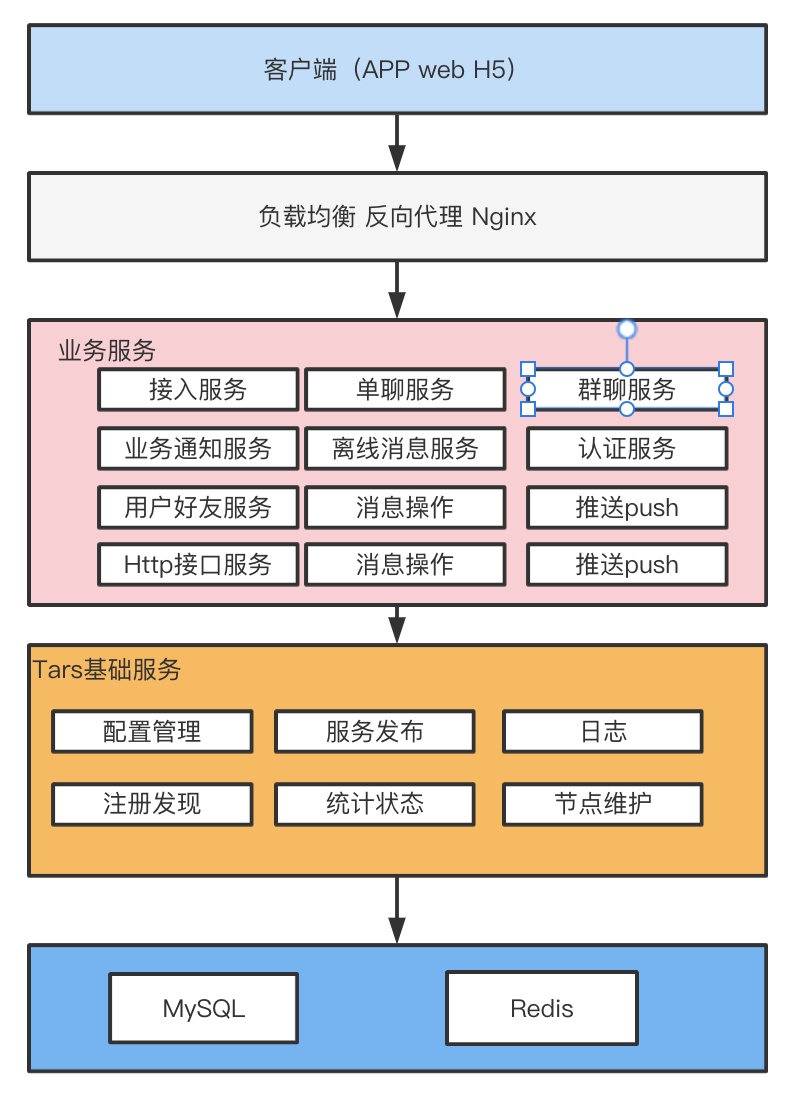 客户端（APP web H5）
负载均衡 反向代理 Nginx
业务服务
接入服务
单聊服务
群聊服务
业务通知服务
离线消息服务
认证服务
用户好友服务
消息操作
推送push
Http接口服务
消息操作
推送push
Tars基础服务
配置管理
服务发布
日志
注册发现
统计状态
节点维护
MySQL
Redis